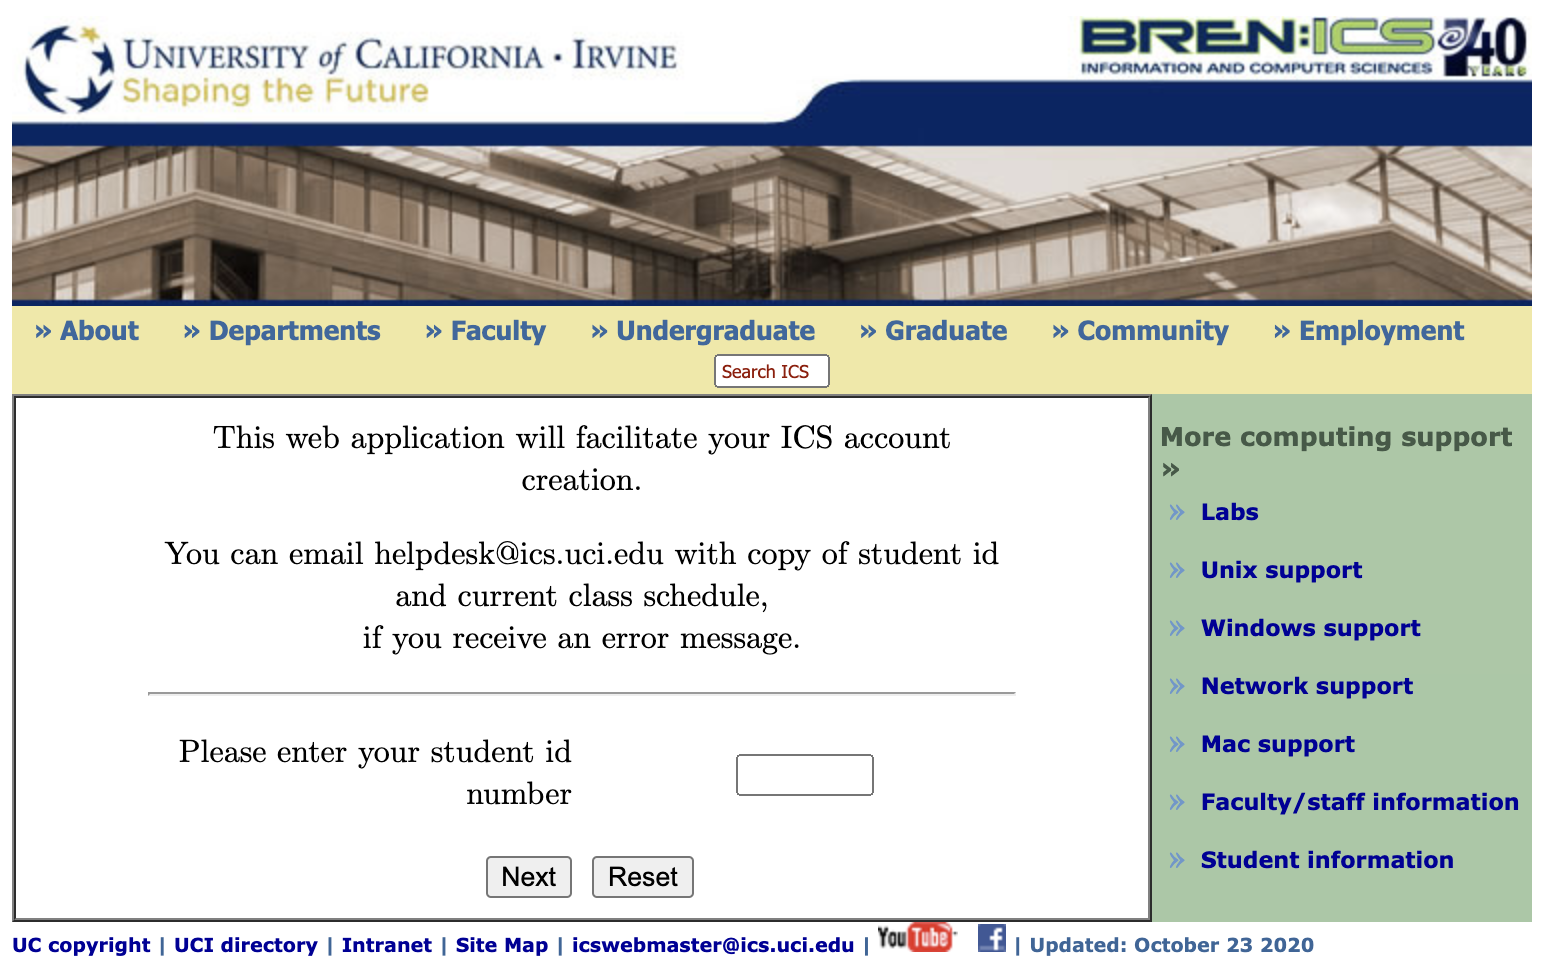 UNIVERSITY of CALIFORNIA · IRVINE
Shaping the Future
BREN:ICS 40
INFORMATION AND COMPUTER SCIENCES YEARS
» About » Departments » Faculty » Undergraduate » Graduate » Community » Employment
Search ICS
This web application will facilitate your ICS account
creation.
You can email helpdesk@ics.uci.edu with copy of student id
and current class schedule,
if you receive an error message.
Please enter your student id
number
Next Reset
More computing support
»
» Labs
» Unix support
» Windows support
» Network support
» Mac support
» Faculty/staff information
» Student information
UC copyright | UCI directory | Intranet | Site Map | icswebmaster@ics.uci.edu | YouTube f | Updated: October 23 2020